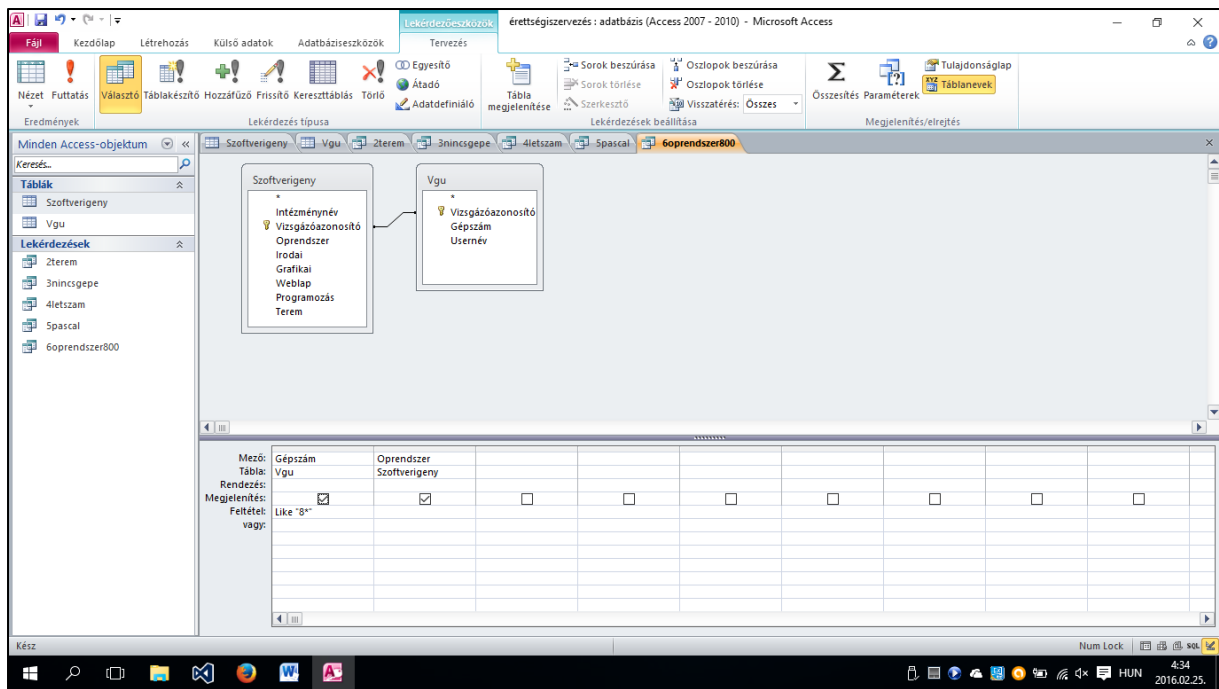 Lekérdezőeszközök
érettségiszervezés : adatbázis (Access 2007 - 2010) - Microsoft Access
Fájl Kezdőlap Létrehozás Külső adatok Adatbáziseszközök Tervezés
Nézet Futtatás Választó Táblakészítő Hozzáfűző Frissítő Kereszttáblás Törlő
Egyesítő
Átadó
Adatdefiniáló
Tábla megjelenítése
Sorok beszúrása
Sorok törlése
Szerkesztő
Oszlopok beszúrása
Oszlopok törlése
Visszatérés: Összes
Összesítés Paraméterek
Tulajdonságlap
Táblanevek
Eredmények Lekérdezés típusa Lekérdezések beállítása Megjelenítés/elrejtés
Minden Access-objektum
Keresés...
Táblák
Szoftverigeny
Vgu
Lekérdezések
2terem
3nincsgepe
4letszam
5pascal
6oprendszer800
Szoftverigeny Vgu 2terem 3nincsgepe 4letszam 5pascal 6oprendszer800
Szoftverigeny
*
Intézménynév
Vizsgázóazonosító
Oprendszer
Irodai
Grafikai
Weblap
Programozás
Terem
Vgu
*
Vizsgázóazonosító
Gépszám
Usernév
Mező: Gépszám Oprendszer
Tábla: Vgu Szoftverigeny
Rendezés:
Megjelenítés:
Feltétel: Like "8*"
vagy:
Kész
Num Lock
SQL
HUN
4:34
2016.02.25.